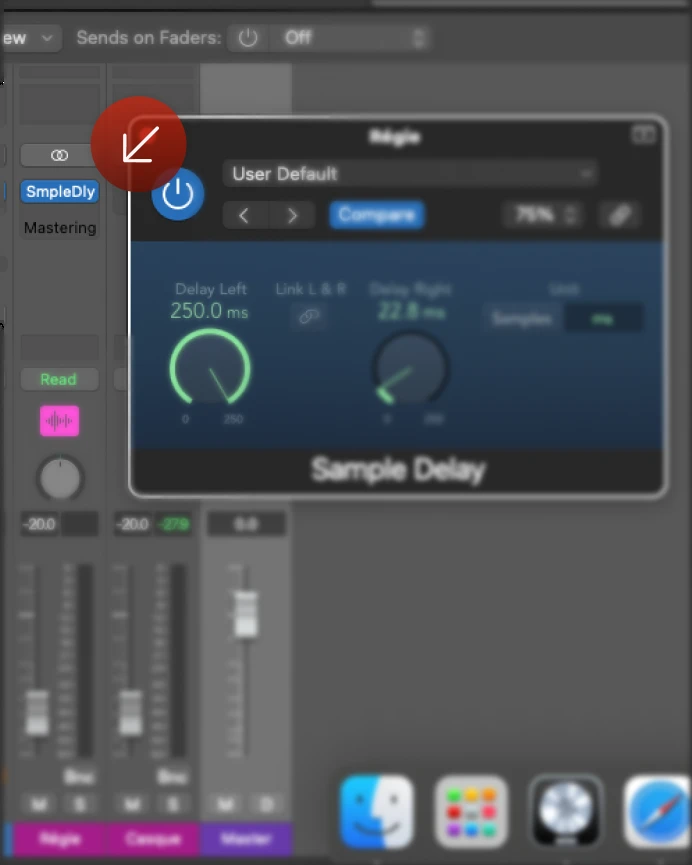 ew
Sends on Faders:
Off
Régie
User Default
SmpleDly
Compare
75%
Mastering
Delay Left
Link L & R
Delay Right
Unit
250.0 ms
22.8 ms
Samples
ms
0
250
0
Read
Sample Delay
-20.0
-20.0
-27.9
0.0
Bnc
Bnc
M
S
M
S
M
D
Régie
Casque
Master